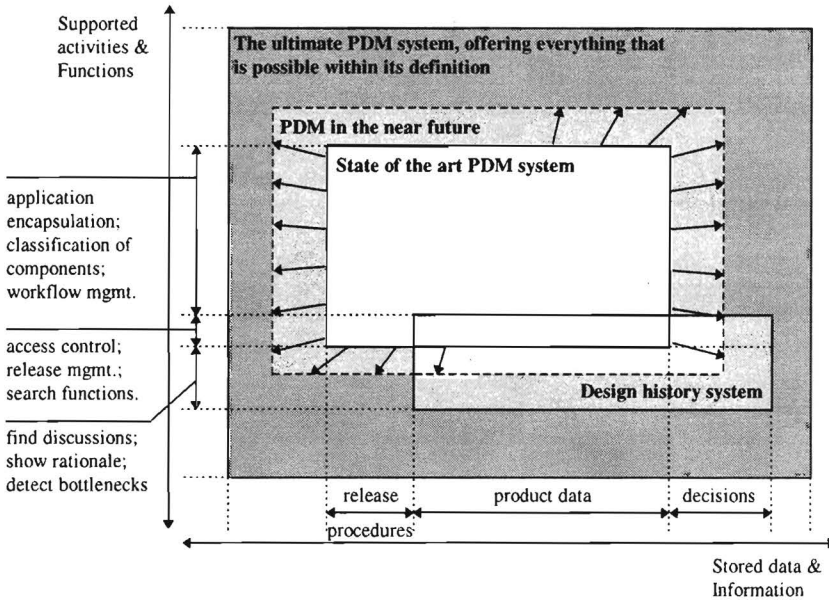 Supported
activities &
Functions
The ultimate PDM system, offering everything that
is possible within its definition
PDM in the near future
State of the art PDM system
application
encapsulation;
classification of
components;
workflow mgmt.
access control;
release mgmt.;
search functions.
Design history system
find discussions;
show rationale;
detect bottlenecks
release
procedures
product data
decisions
Stored data &
Information